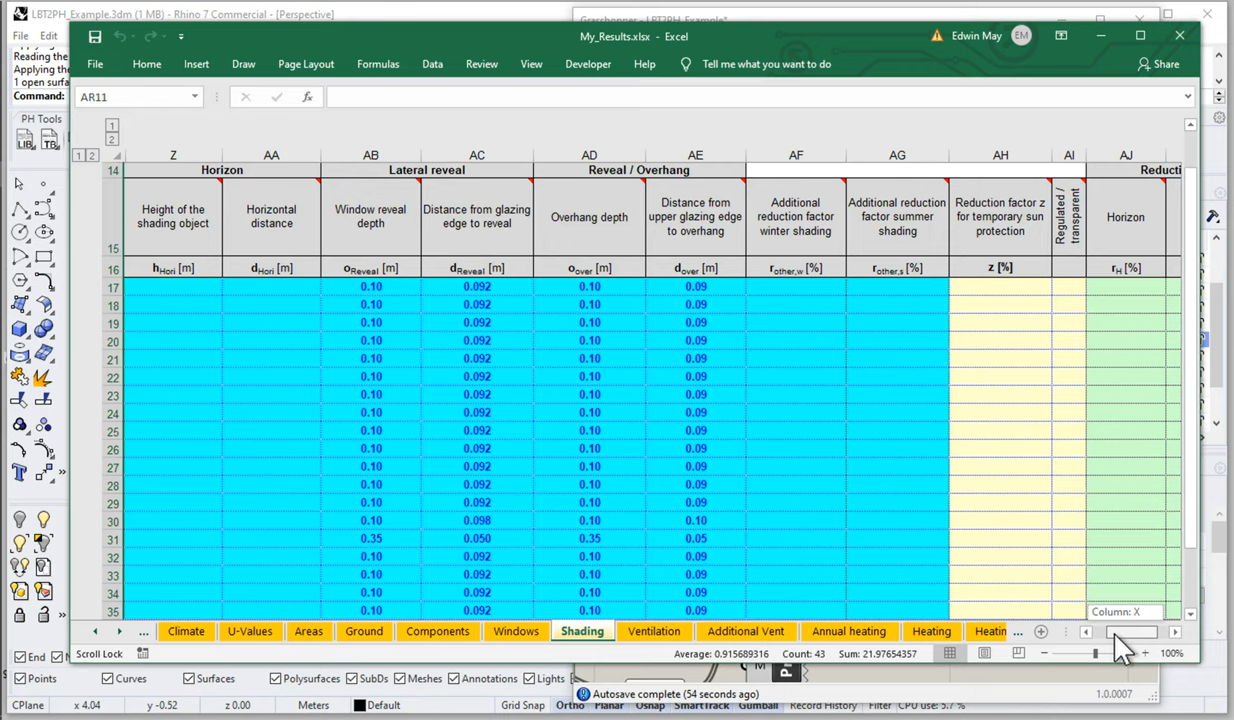 LBT2PH_Example.3dm (1 MB) - Rhino 7 Commercial - [Perspective]
Grasshopper - LBT2PH_Example*
File Edit
Reading the
Applying the
1 open surfa
Command:
PH Tools
LIB TB
My_Results.xlsx - Excel
Edwin May EM
File Home Insert Draw Page Layout Formulas Data Review View Developer Help Tell me what you want to do Share
AR11 fx
1
2
1 2 Z AA AB AC AD AE AF AG AH AI AJ
14 Horizon Lateral reveal Reveal / Overhang Reducti
15 Height of the shading object Horizontal distance Window reveal depth Distance from glazing edge to reveal Overhang depth Distance from upper glazing edge to overhang Additional reduction factor winter shading Additional reduction factor summer shading Reduction factor z for temporary sun protection Regulated / transparent Horizon
16 hHori [m] dHori [m] oReveal [m] dReveal [m] oover [m] dover [m] rother,w [%] rother,s [%] z [%] rH [%]
17 0.10 0.092 0.10 0.09
18 0.10 0.092 0.10 0.09
19 0.10 0.092 0.10 0.09
20 0.10 0.092 0.10 0.09
21 0.10 0.092 0.10 0.09
22 0.10 0.092 0.10 0.09
23 0.10 0.092 0.10 0.09
24 0.10 0.092 0.10 0.09
25 0.10 0.092 0.10 0.09
26 0.10 0.092 0.10 0.09
27 0.10 0.092 0.10 0.09
28 0.10 0.092 0.10 0.09
29 0.10 0.092 0.10 0.09
30 0.10 0.098 0.10 0.10
31 0.35 0.050 0.35 0.05
32 0.10 0.092 0.10 0.09
33 0.10 0.092 0.10 0.09
34 0.10 0.092 0.10 0.09
35 0.10 0.092 0.10 0.09
Column: X
... Climate U-Values Areas Ground Components Windows Shading Ventilation Additional Vent Annual heating Heating Heatin ...
End
Scroll Lock Average: 0.915689316 Count: 43 Sum: 21.97654357 100%
Points Curves Surfaces Polysurfaces SubDs Meshes Annotations Lights
Autosave complete (54 seconds ago) 1.0.0007
CPlane x 4.04 y -0.52 z 0.00 Meters Default Grid Snap Ortho Planar Osnap SmartTrack Gumball Record History Filter CPU use: 5.7 %